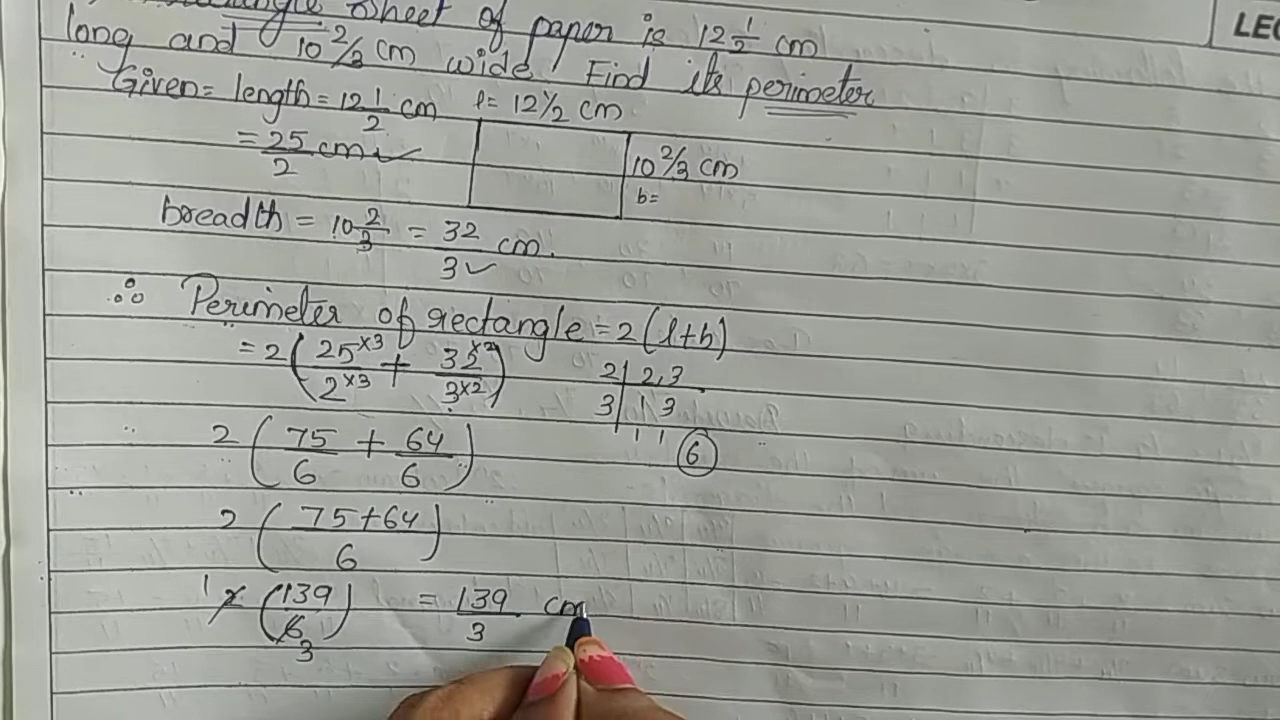 sheet of paper is 12 1/2 cm
LEC
long and 10 2/3 cm wide. Find its perimeter
Given = length = 12 1/2 cm l = 12 1/2 cm
= 25/2 cm ✓
10 2/3 cm
b=
breadth = 10 2/3 = 32/3 cm. ✓
∴ Perimeter of rectangle = 2(l+b)
= 2(25×3/2×3 + 32×2/3×2)
2 | 2,3
3 | 1 3
1 1 6
2(75/6 + 64/6)
2(75+64/6)
1 2(139/6) 3 = 139/3 cm